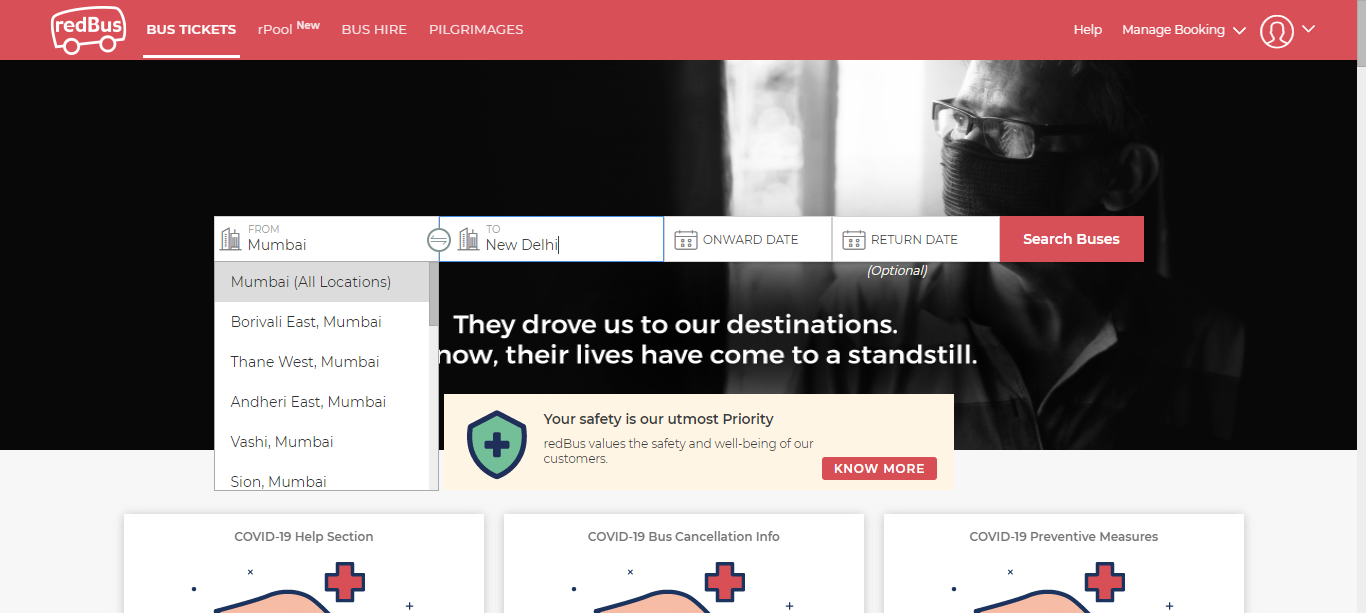 redBus
BUS TICKETS
rPool New
BUS HIRE
PILGRIMAGES
Help
Manage Booking
FROM
Mumbai
TO
New Delhi
ONWARD DATE
RETURN DATE
(Optional)
Search Buses
Mumbai (All Locations)
Borivali East, Mumbai
Thane West, Mumbai
Andheri East, Mumbai
Vashi, Mumbai
Sion, Mumbai
They drove us to our destinations.
now, their lives have come to a standstill.
Your safety is our utmost Priority
redBus values the safety and well-being of our
customers.
KNOW MORE
COVID-19 Help Section
COVID-19 Bus Cancellation Info
COVID-19 Preventive Measures